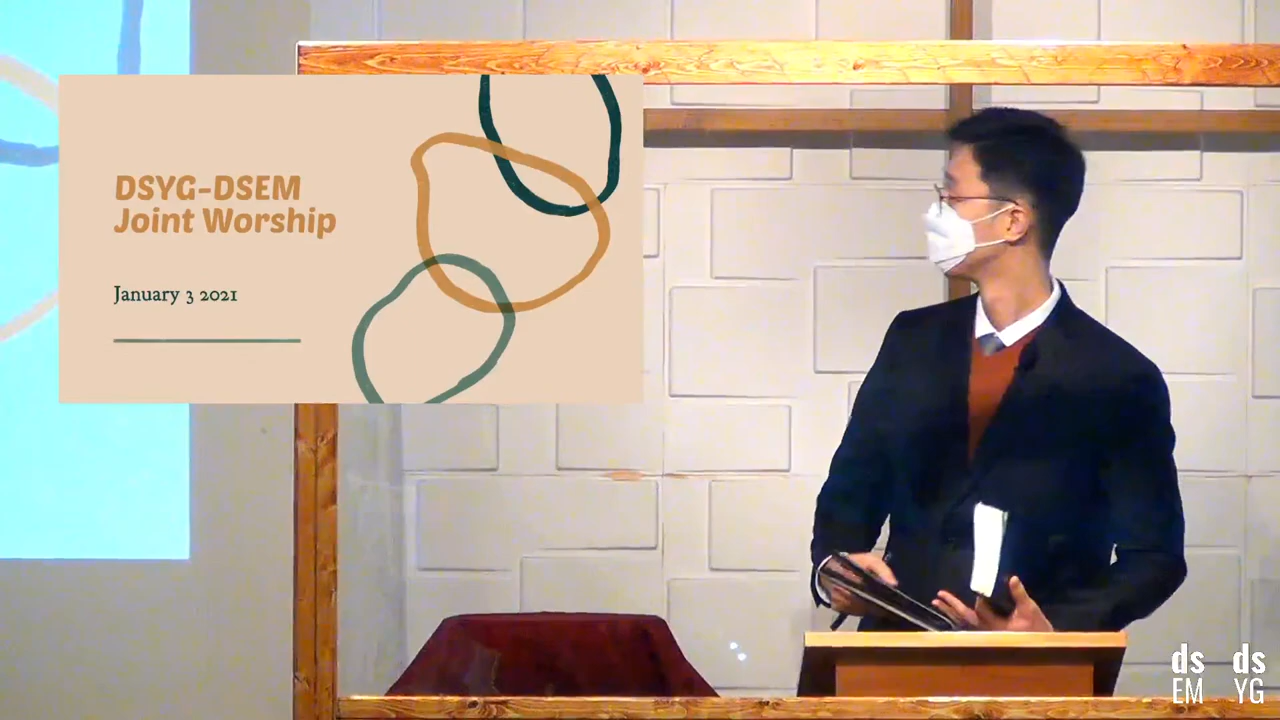 DSYG-DSEM
Joint Worship
January 3 2021
ds ds
EM YG